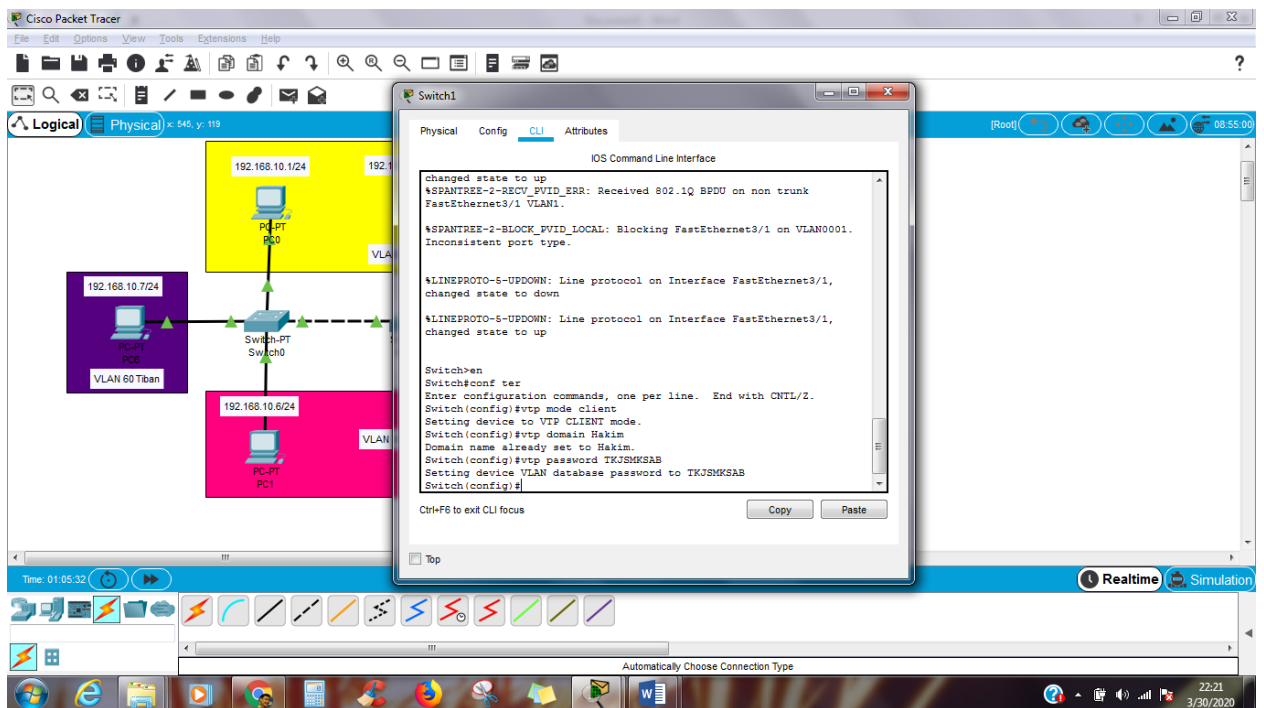 Cisco Packet Tracer
File Edit Options View Tools Extensions Help
Logical
Physical
x: 545, y: 119
[Root]
08:55:00
192.168.10.1/24
192.1
PC-PT
PC0
VLA
192.168.10.7/24
PC-PT
PC6
VLAN 60 Tiban
Switch-PT
Switch0
192.168.10.6/24
VLAN
PC-PT
PC1
Switch1
Physical Config CLI Attributes
IOS Command Line Interface
changed state to up
%SPANTREE-2-RECV_PVID_ERR: Received 802.1Q BPDU on non trunk
FastEthernet3/1 VLAN1.
%SPANTREE-2-BLOCK_PVID_LOCAL: Blocking FastEthernet3/1 on VLAN0001.
Inconsistent port type.
%LINEPROTO-5-UPDOWN: Line protocol on Interface FastEthernet3/1,
changed state to down
%LINEPROTO-5-UPDOWN: Line protocol on Interface FastEthernet3/1,
changed state to up
Switch>en
Switch#conf ter
Enter configuration commands, one per line. End with CNTL/Z.
Switch(config)#vtp mode client
Setting device to VTP CLIENT mode.
Switch(config)#vtp domain Hakim
Domain name already set to Hakim.
Switch(config)#vtp password TKJSMKSAB
Setting device VLAN database password to TKJSMKSAB
Switch(config)#
Ctrl+F6 to exit CLI focus
Copy
Paste
Top
Time: 01:05:32
Realtime
Simulation
Automatically Choose Connection Type
22:21
3/30/2020